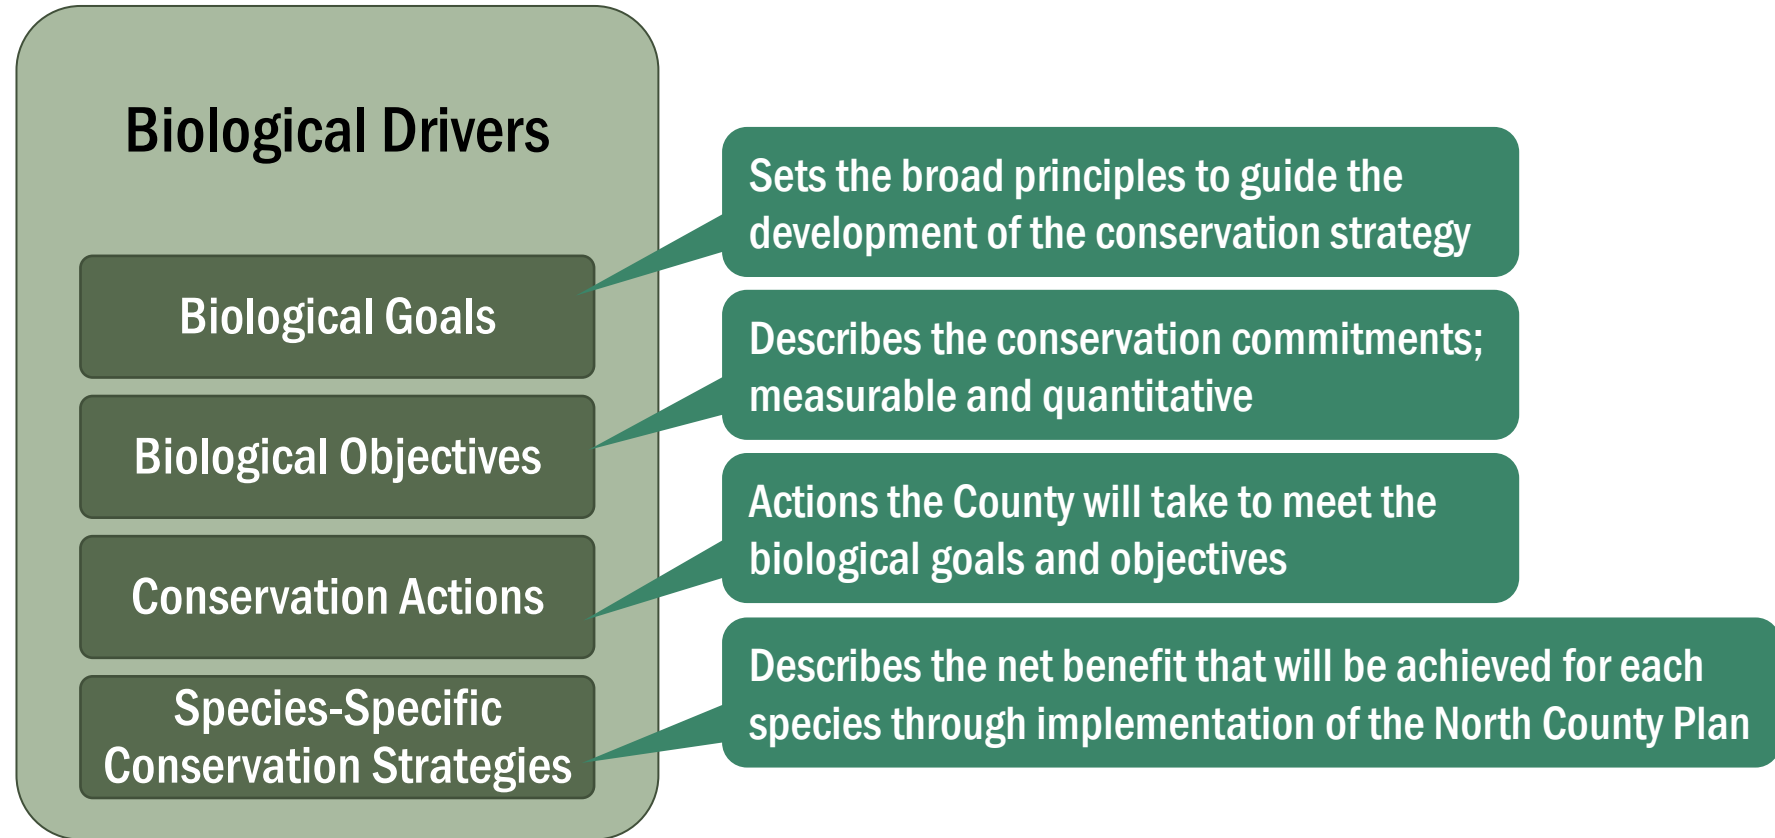 Biological Drivers
Biological Goals
Sets the broad principles to guide the
development of the conservation strategy
Biological Objectives
Describes the conservation commitments;
measurable and quantitative
Conservation Actions
Actions the County will take to meet the
biological goals and objectives
Species-Specific
Conservation Strategies
Describes the net benefit that will be achieved for each
species through implementation of the North County Plan